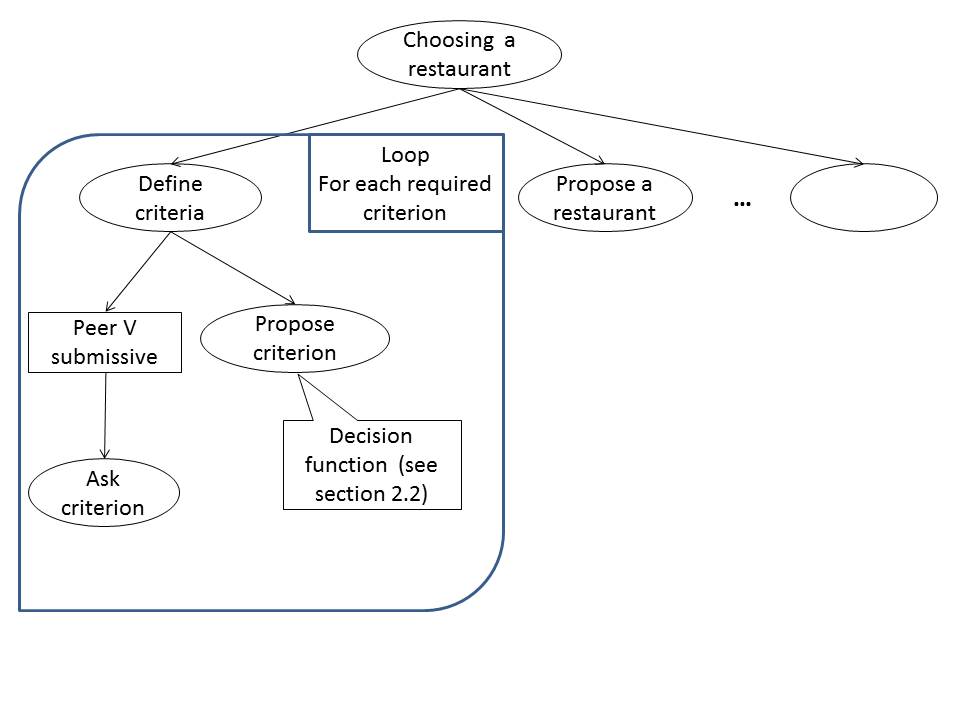 Choosing a
restaurant
Loop
For each required
criterion
Define
criteria
Propose a
restaurant
...
Peer V
submissive
Propose
criterion
Decision
function (see
section 2.2)
Ask
criterion